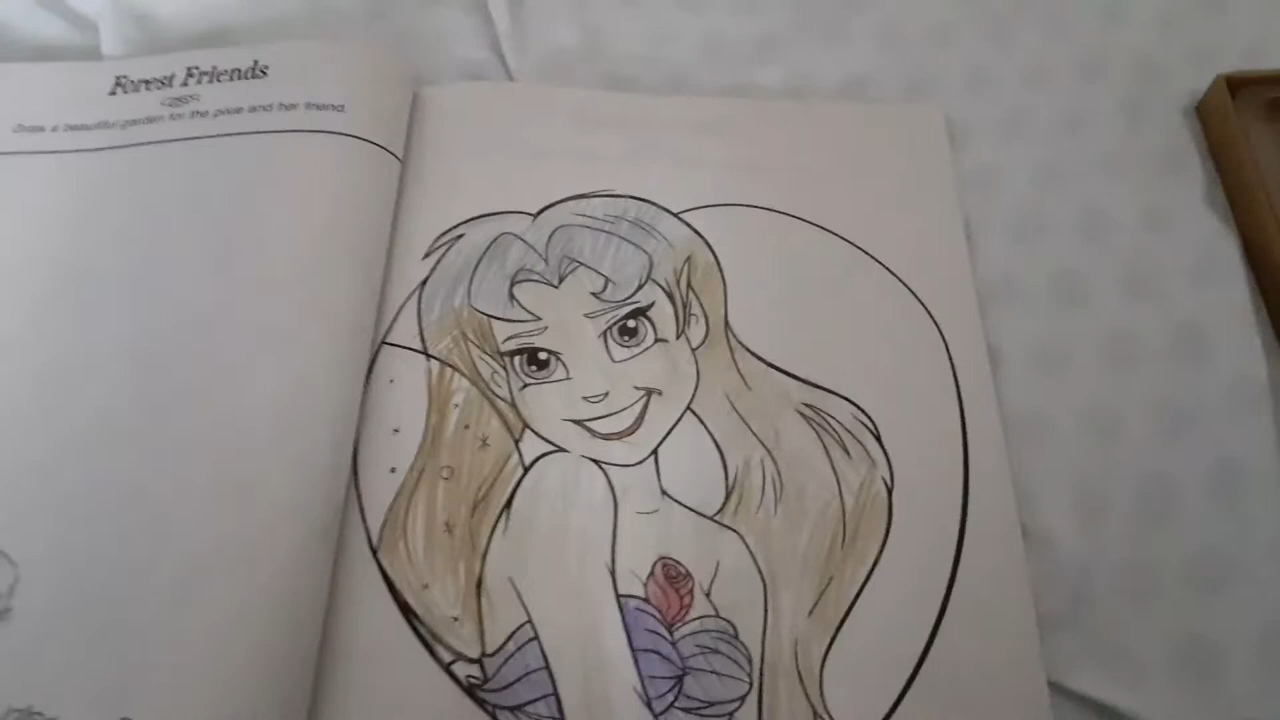 Forest Friends
Draw a beautiful garden for the pixie and her friend.